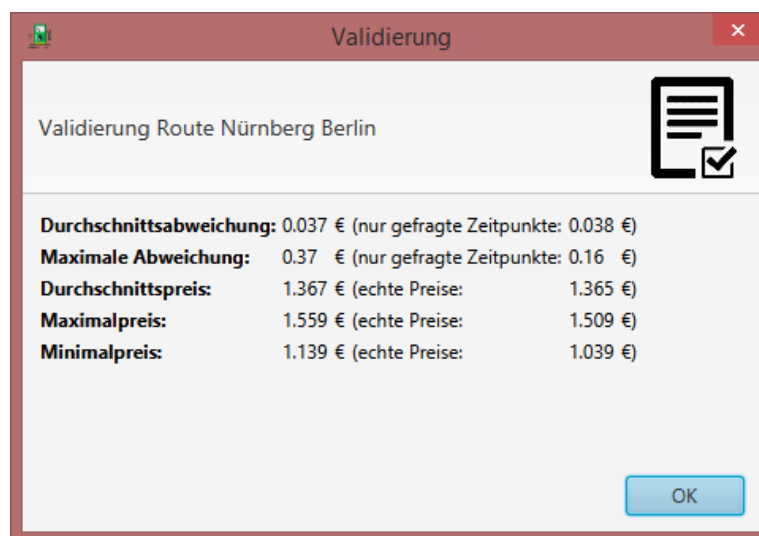 Validierung
Validierung Route Nürnberg Berlin
Durchschnittsabweichung: 0.037 € (nur gefragte Zeitpunkte: 0.038 €)
Maximale Abweichung: 0.37 € (nur gefragte Zeitpunkte: 0.16 €)
Durchschnittspreis: 1.367 € (echte Preise: 1.365 €)
Maximalpreis: 1.559 € (echte Preise: 1.509 €)
Minimalpreis: 1.139 € (echte Preise: 1.039 €)
OK